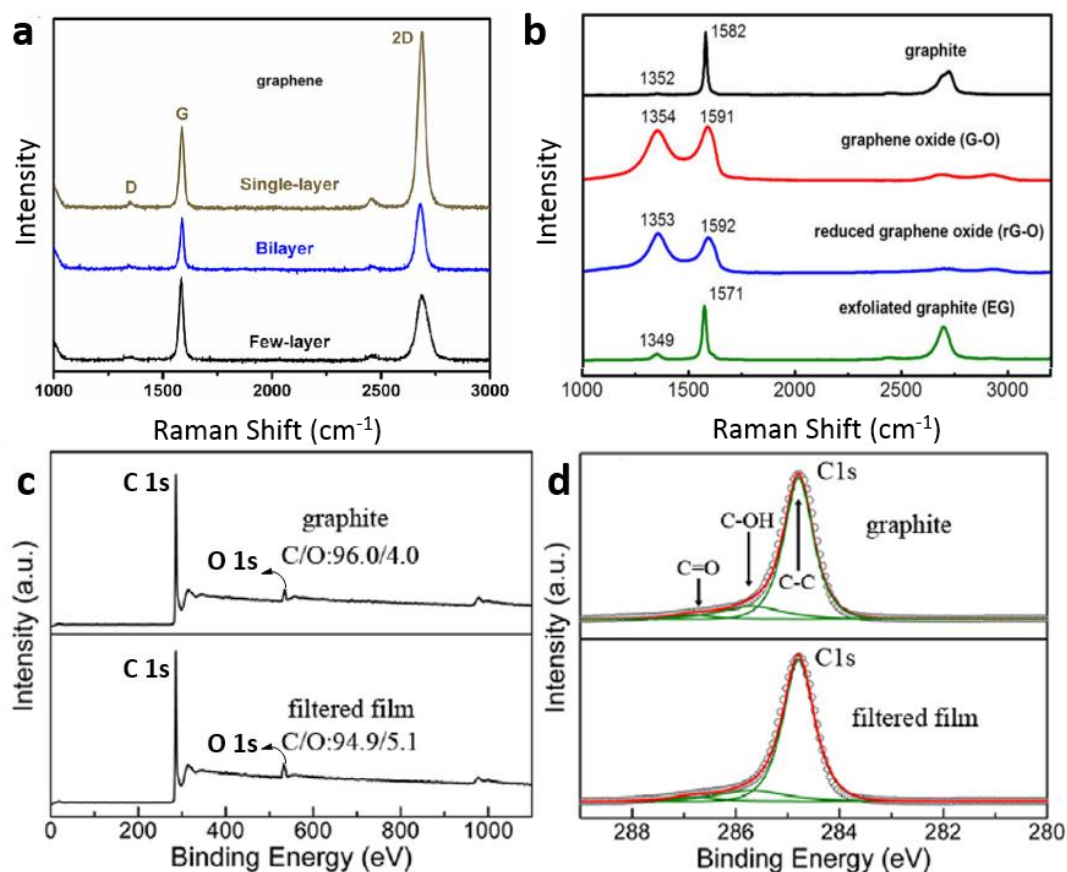 a
2D
graphene
G
D
Single-layer
Bilayer
Few-layer
Intensity
1000 1500 2000 2500 3000
Raman Shift (cm⁻¹)
b
1582
graphite
1352
1354 1591
graphene oxide (G-O)
1353 1592
reduced graphene oxide (rG-O)
1571
exfoliated graphite (EG)
1349
Intensity
1000 1500 2000 2500 3000
Raman Shift (cm⁻¹)
c
C 1s
graphite
O 1s
C/O:96.0/4.0
C 1s
filtered film
O 1s
C/O:94.9/5.1
Intensity (a.u.)
0 200 400 600 800 1000
Binding Energy (eV)
d
C1s
graphite
C-OH
C=O
C-C
C1s
filtered film
Intensity (a.u.)
288 286 284 282 280
Binding Energy (eV)